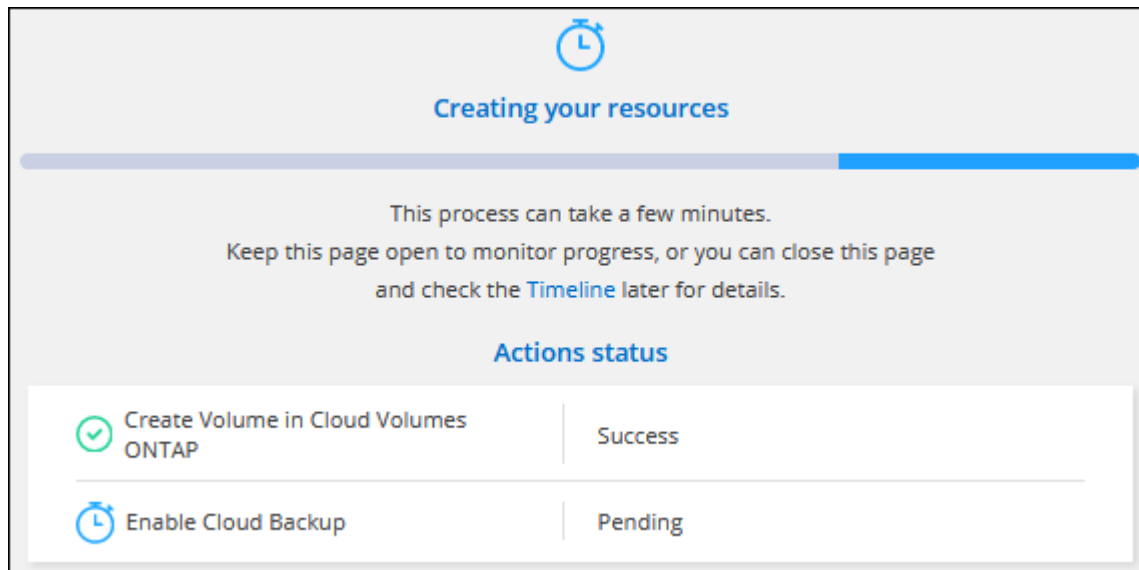 Creating your resources
This process can take a few minutes.
Keep this page open to monitor progress, or you can close this page
and check the Timeline later for details.
Actions status
Create Volume in Cloud Volumes
ONTAP
Success
Enable Cloud Backup
Pending